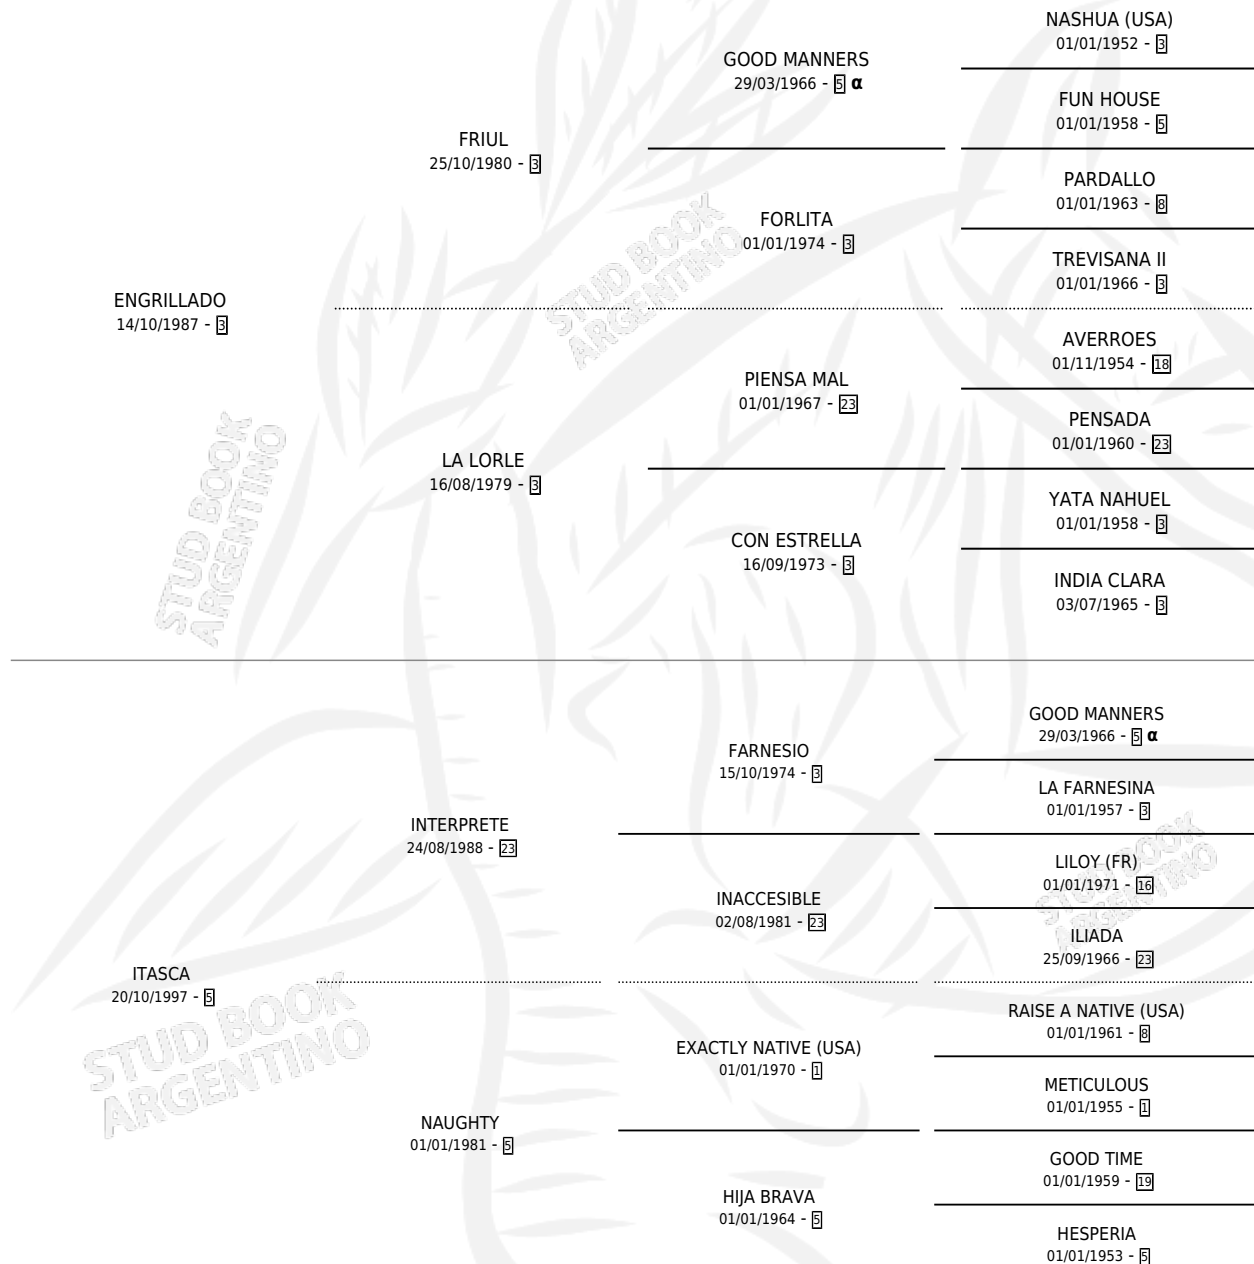 NASHUA (USA)
01/01/1952 - 3
GOOD MANNERS
29/03/1966 - 5 α
FUN HOUSE
01/01/1958 - 5
FRIUL
25/10/1980 - 3
PARDALLO
01/01/1963 - 8
FORLITA
01/01/1974 - 3
TREVISANA II
01/01/1966 - 3
ENGRILLADO
14/10/1987 - 3
AVERROES
01/11/1954 - 18
PIENSA MAL
01/01/1967 - 23
PENSADA
01/01/1960 - 23
LA LORLE
16/08/1979 - 3
YATA NAHUEL
01/01/1958 - 3
CON ESTRELLA
16/09/1973 - 3
INDIA CLARA
03/07/1965 - 3
GOOD MANNERS
29/03/1966 - 5 α
FARNESIO
15/10/1974 - 3
LA FARNESINA
01/01/1957 - 3
INTERPRETE
24/08/1988 - 23
LILOY (FR)
01/01/1971 - 16
INACCESIBLE
02/08/1981 - 23
ILIADA
25/09/1966 - 23
ITASCA
20/10/1997 - 5
RAISE A NATIVE (USA)
01/01/1961 - 8
EXACTLY NATIVE (USA)
01/01/1970 - 1
METICULOUS
01/01/1955 - 1
NAUGHTY
01/01/1981 - 5
GOOD TIME
01/01/1959 - 19
HIJA BRAVA
01/01/1964 - 5
HESPERIA
01/01/1953 - 5
STUD BOOK
ARGENTINO
STUD BOOK
ARGENTINO
STUD BOOK
ARGENTINO
STUD BOOK
ARGENTINO